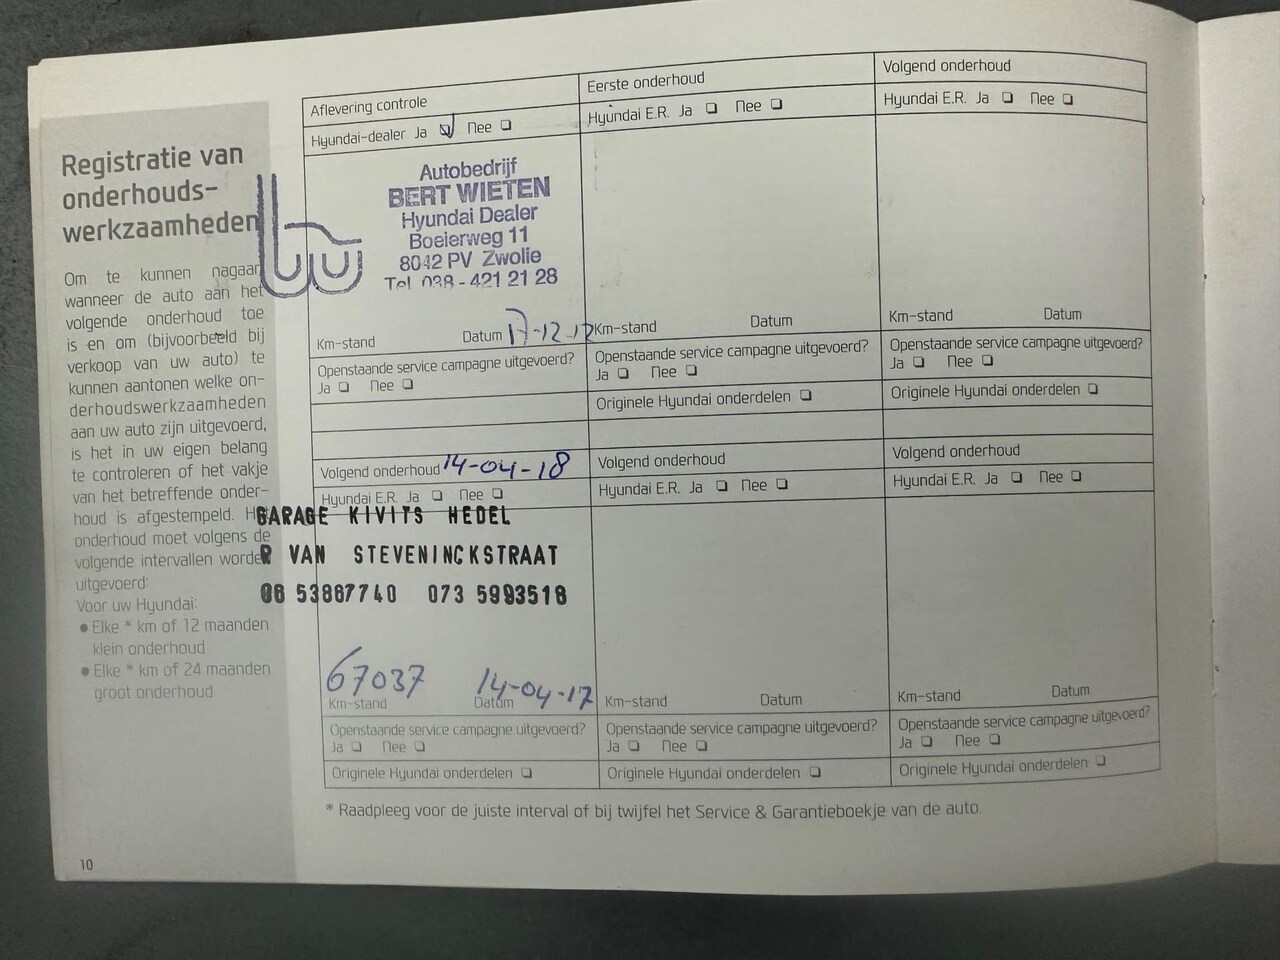 Registratie van
onderhouds-
werkzaamheden
Om te kunnen nagaan
wanneer de auto aan het
volgende onderhoud toe
is en om (bijvoorbeeld bij
verkoop van uw auto) te
kunnen aantonen welke on-
derhoudswerkzaamheden
aan uw auto zijn uitgevoerd,
is het in uw eigen belang
te controleren of het vakje
van het betreffende onder-
houd is afgestempeld. Het
onderhoud moet volgens de
volgende intervallen worden
uitgevoerd:
Voor uw Hyundai:
● Elke * km of 12 maanden
klein onderhoud
● Elke * km of 24 maanden
groot onderhoud
10
Aflevering controle
Hyundai-dealer Ja ☑ Nee ❏
bw
Autobedrijf
BERT WIETEN
Hyundai Dealer
Boeierweg 11
8042 PV Zwolle
Tel. 038 - 421 21 28
Km-stand Datum 17-12-12
Openstaande service campagne uitgevoerd?
Ja ❏ Nee ❏
Eerste onderhoud
Hyundai E.R. Ja ❏ Nee ❏
Km-stand Datum
Openstaande service campagne uitgevoerd?
Ja ❏ Nee ❏
Originele Hyundai onderdelen ❏
Volgend onderhoud
Hyundai E.R. Ja ❏ Nee ❏
Km-stand Datum
Openstaande service campagne uitgevoerd?
Ja ❏ Nee ❏
Originele Hyundai onderdelen ❏
Volgend onderhoud 14-04-18
Hyundai E.R. Ja ❏ Nee ❏
GARAGE KIVITS HEDEL
R VAN STEVENINCKSTRAAT
06 53867740 073 5993518
67037 14-04-17
Km-stand Datum
Openstaande service campagne uitgevoerd?
Ja ❏ Nee ❏
Originele Hyundai onderdelen ❏
Volgend onderhoud
Hyundai E.R. Ja ❏ Nee ❏
Km-stand Datum
Openstaande service campagne uitgevoerd?
Ja ❏ Nee ❏
Originele Hyundai onderdelen ❏
Volgend onderhoud
Hyundai E.R. Ja ❏ Nee ❏
Km-stand Datum
Openstaande service campagne uitgevoerd?
Ja ❏ Nee ❏
Originele Hyundai onderdelen ❏
* Raadpleeg voor de juiste interval of bij twijfel het Service & Garantieboekje van de auto.